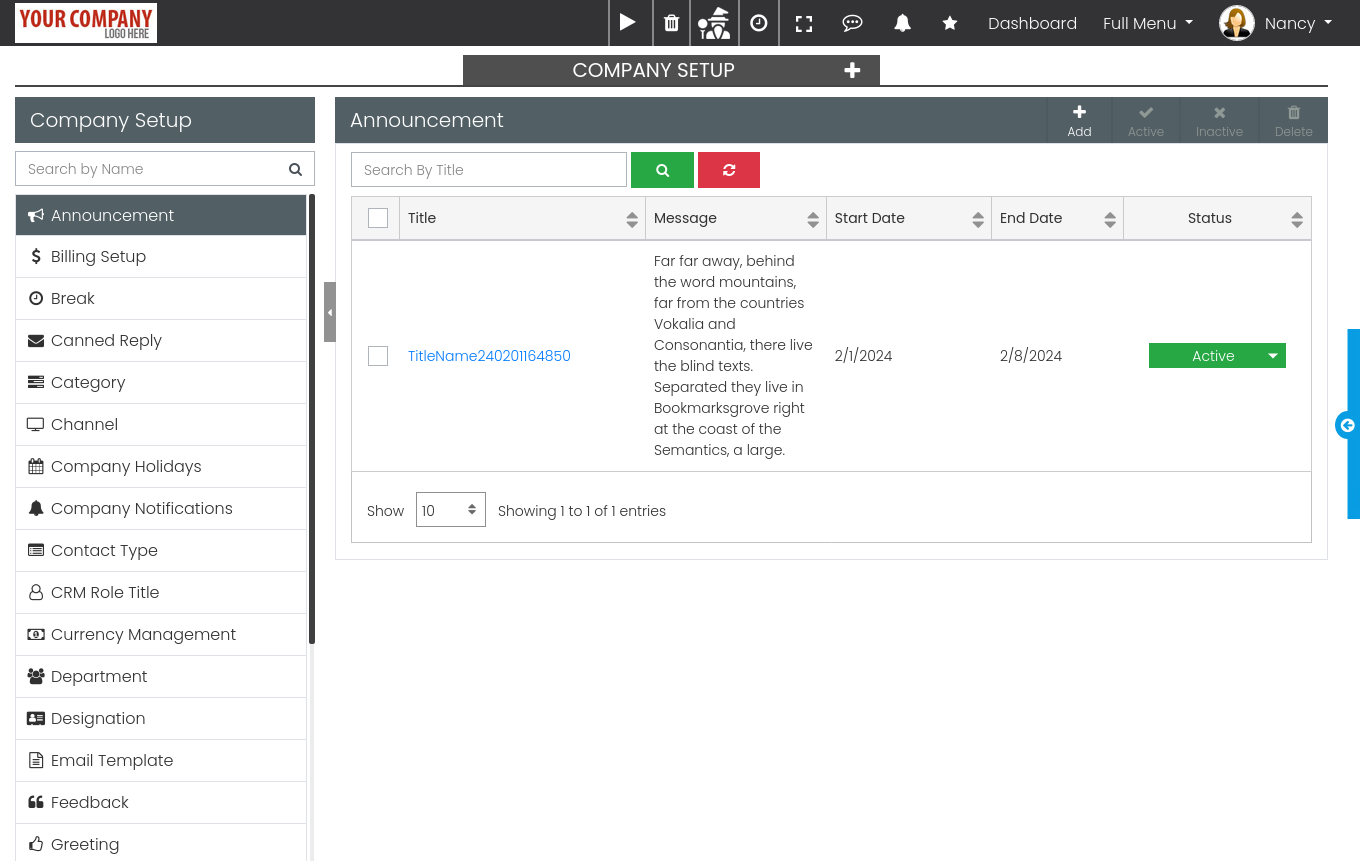 YOUR COMPANY
LOGO HERE
Dashboard
Full Menu
Nancy
COMPANY SETUP
Company Setup
Search by Name
Announcement
Billing Setup
Break
Canned Reply
Category
Channel
Company Holidays
Company Notifications
Contact Type
CRM Role Title
Currency Management
Department
Designation
Email Template
Feedback
Greeting
Announcement
Add
Active
Inactive
Delete
Search By Title
Title Message Start Date End Date Status
TitleName240201164850
Far far away, behind
the word mountains,
far from the countries
Vokalia and
Consonantia, there live
the blind texts.
Separated they live in
Bookmarksgrove right
at the coast of the
Semantics, a large.
2/1/2024
2/8/2024
Active
Show 10 Showing 1 to 1 of 1 entries